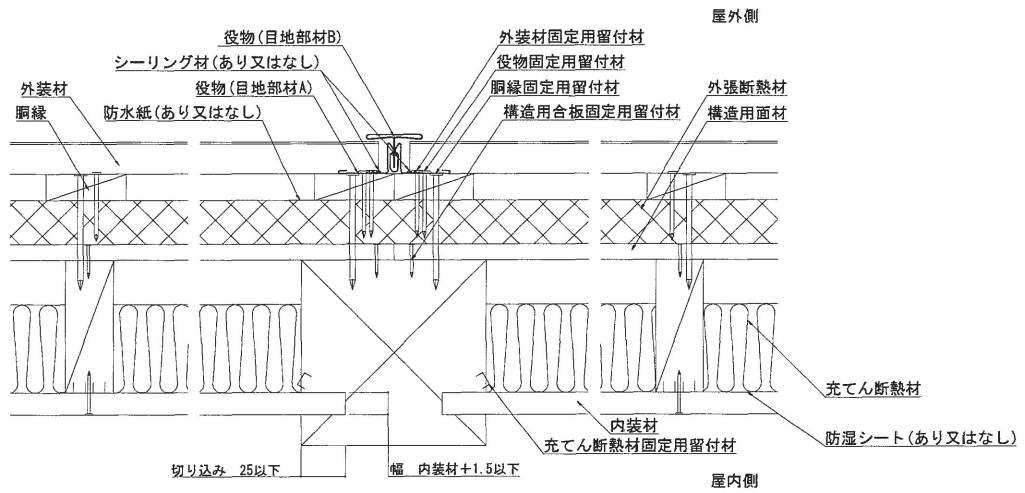 屋外側
役物(目地部材B)
外装材固定用留付材
シーリング材(あり又はなし)
役物固定用留付材
外装材
役物(目地部材A)
胴縁固定用留付材
外張断熱材
胴縁
防水紙(あり又はなし)
構造用合板固定用留付材
構造用面材
充てん断熱材
内装材
防湿シート(あり又はなし)
充てん断熱材固定用留付材
切り込み 25以下
幅 内装材+1.5以下
屋内側